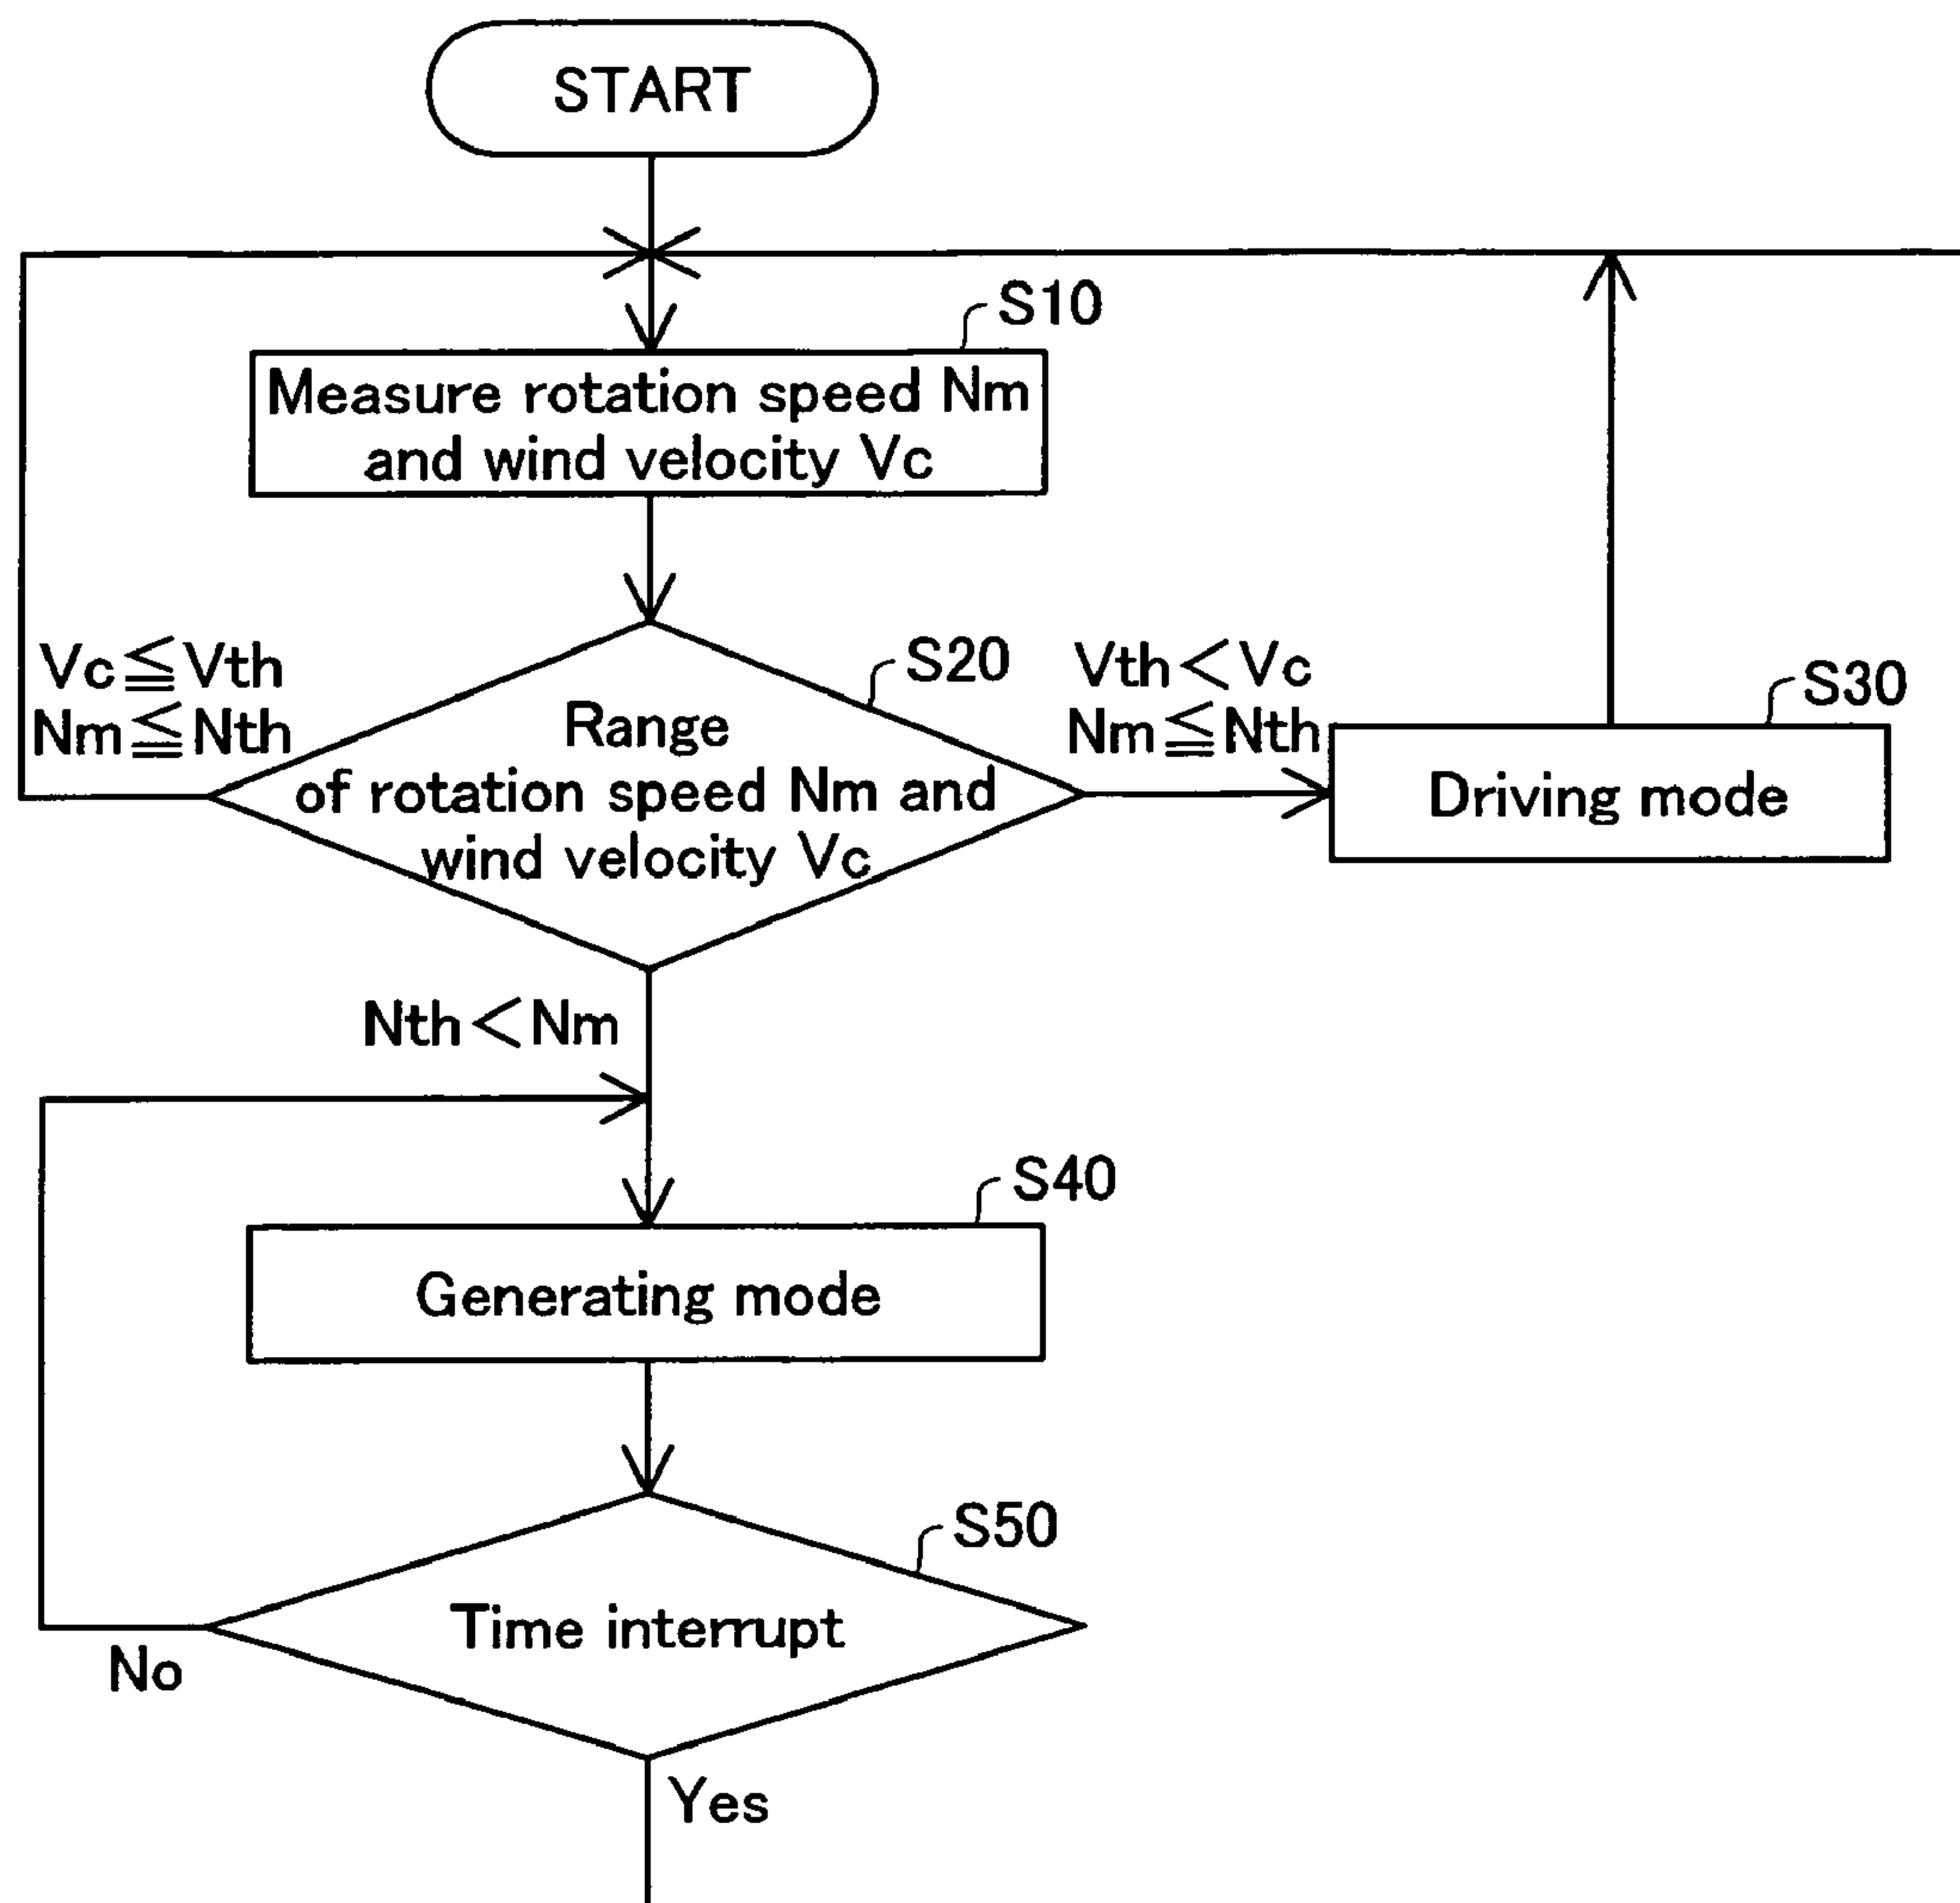 START
S10
Measure rotation speed Nm
and wind velocity Vc
Vc≦Vth
Nm≦Nth
S20
Range
of rotation speed Nm and
wind velocity Vc
Vth<Vc
Nm≦Nth
S30
Driving mode
Nth<Nm
S40
Generating mode
S50
Time interrupt
No
Yes